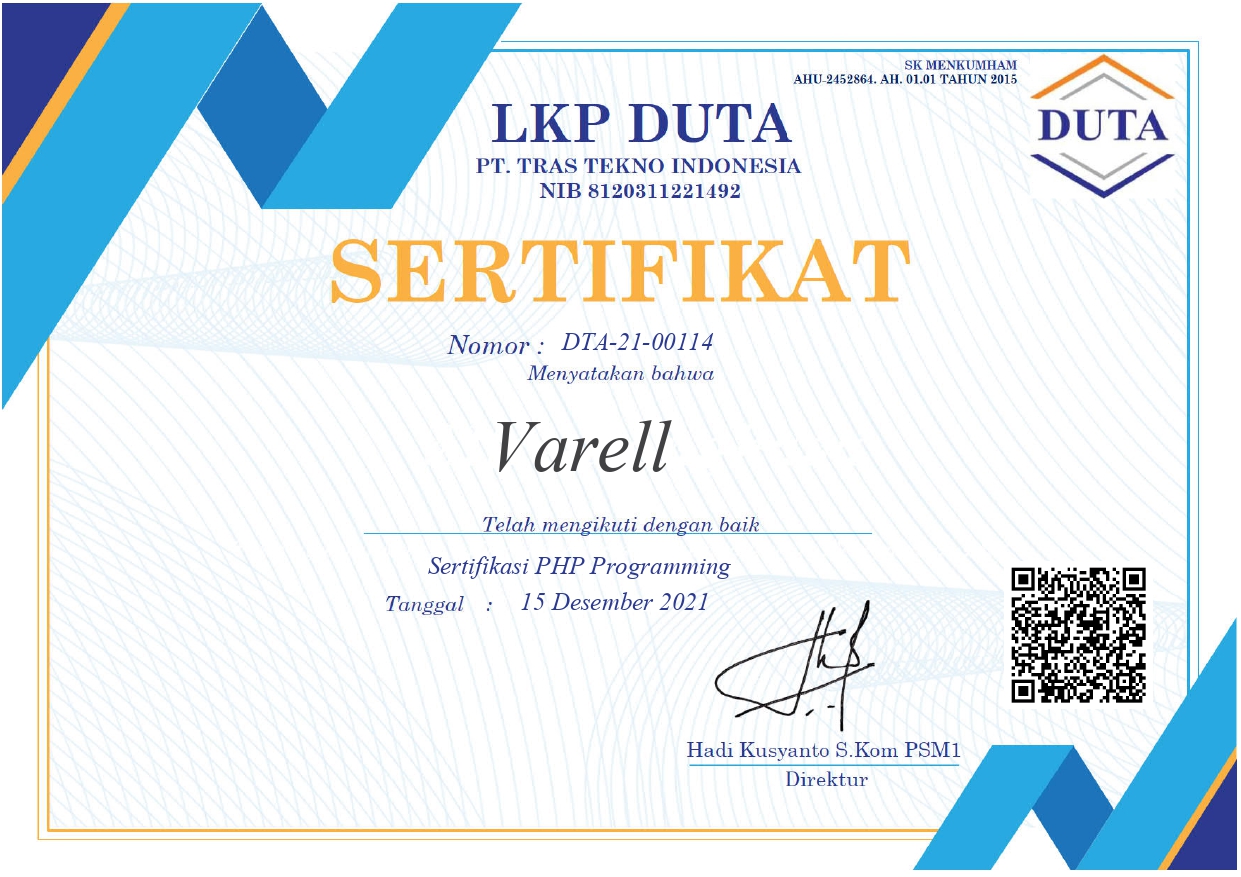 SK MENKUMHAM
AHU-2452864. AH. 01.01 TAHUN 2015
DUTA
LKP DUTA
PT. TRAS TEKNO INDONESIA
NIB 8120311221492
SERTIFIKAT
Nomor : DTA-21-00114
Menyatakan bahwa
Varell
Telah mengikuti dengan baik
Sertifikasi PHP Programming
Tanggal : 15 Desember 2021
Hadi Kusyanto S.Kom PSM1
Direktur